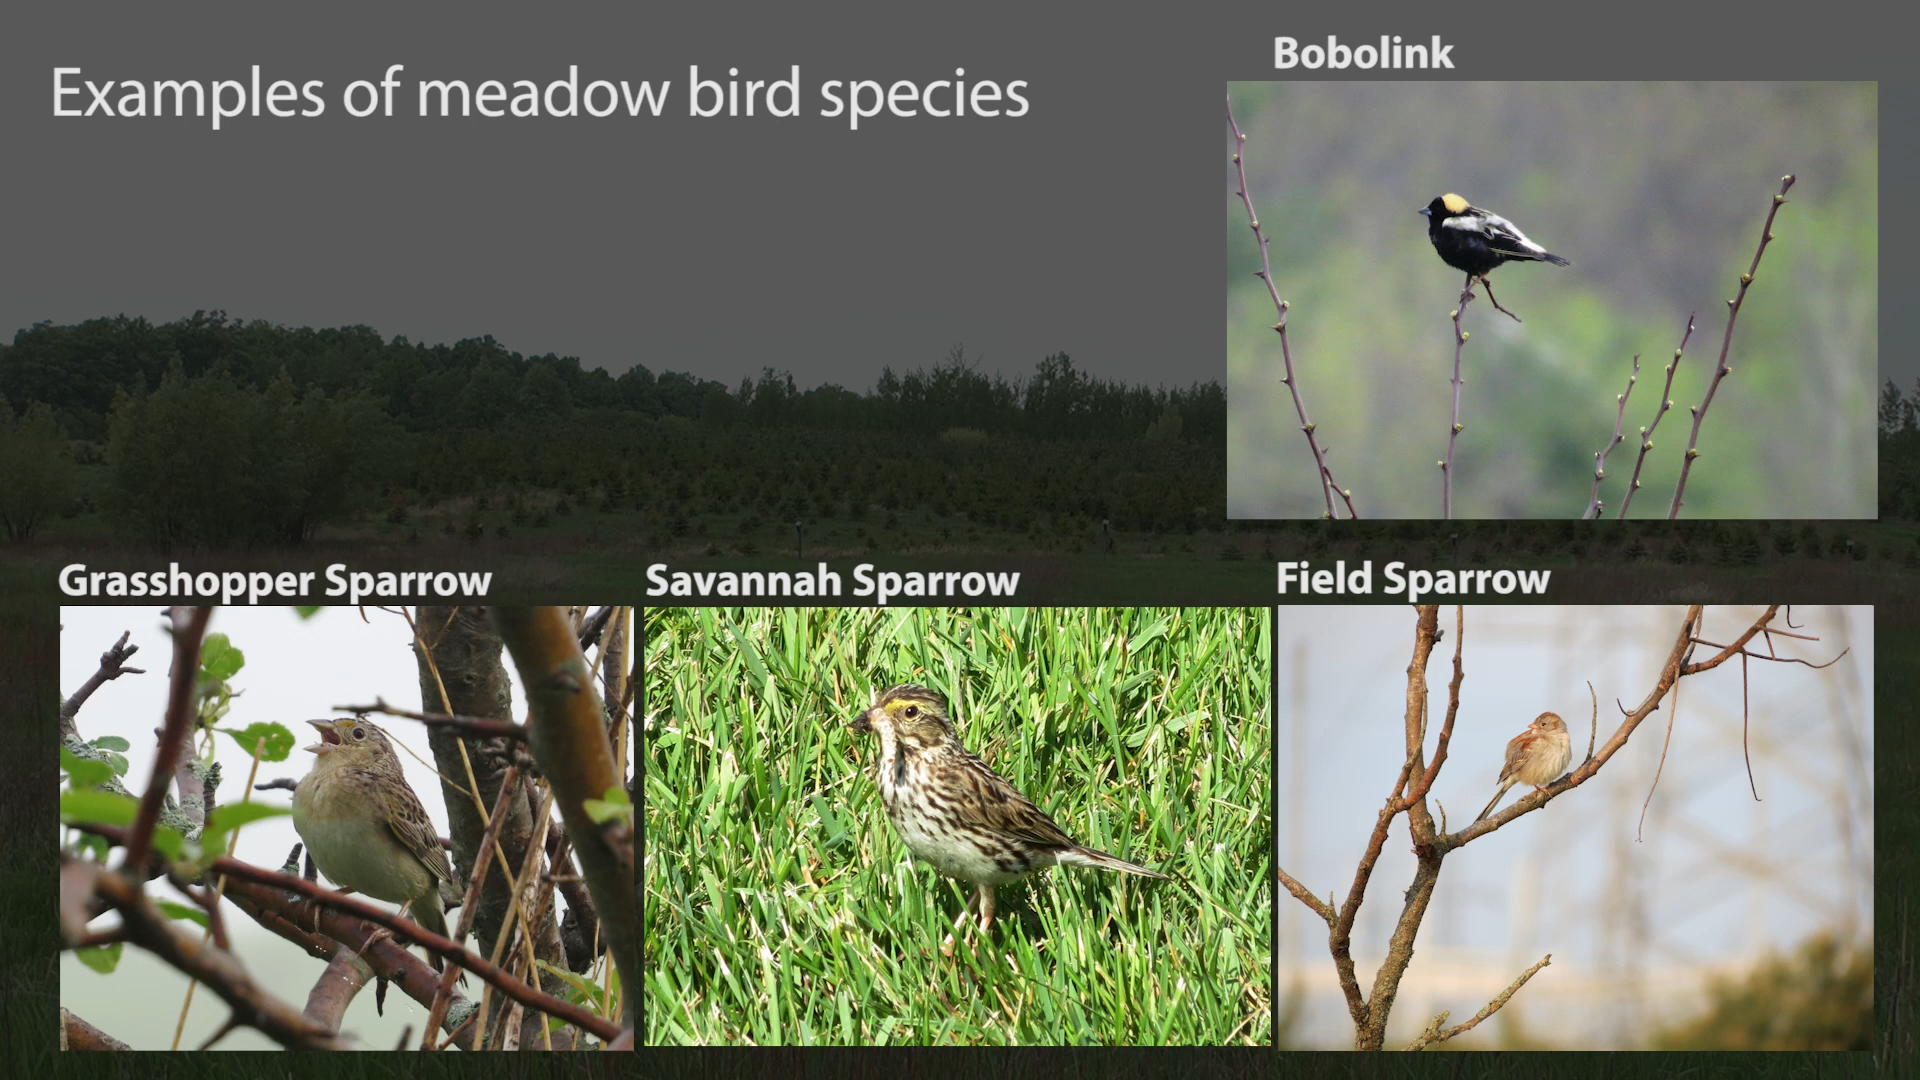 Examples of meadow bird species
Bobolink
Grasshopper Sparrow
Savannah Sparrow
Field Sparrow